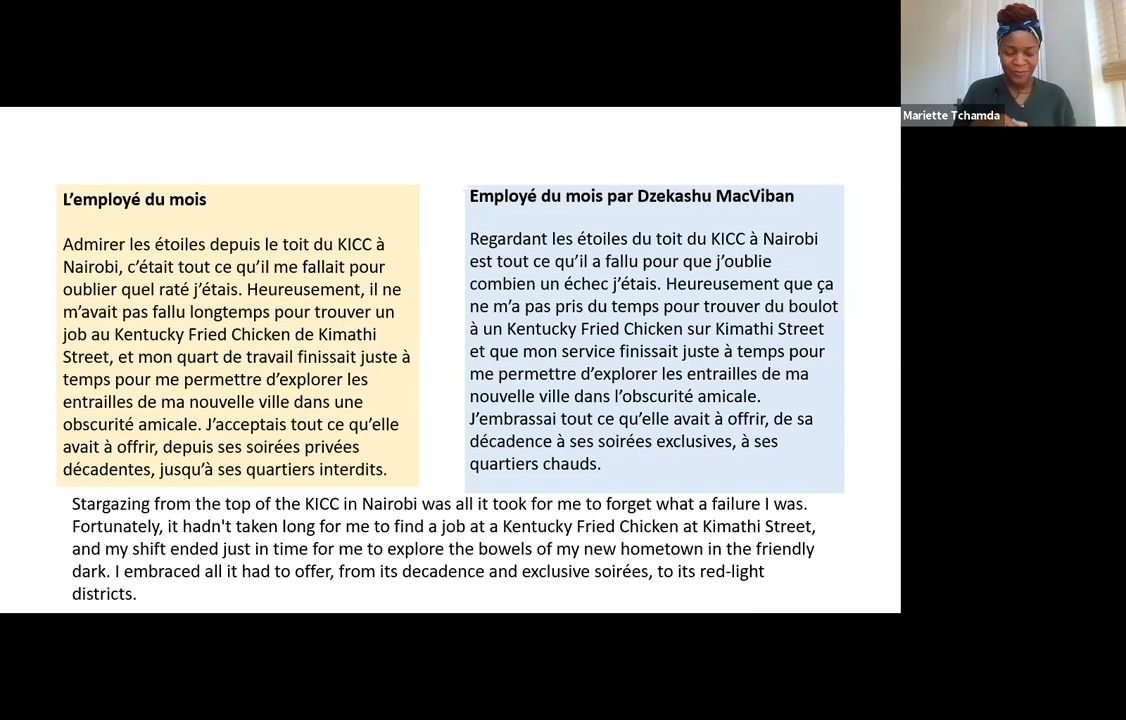 Mariette Tchamda
L’employé du mois
Admirer les étoiles depuis le toit du KICC à
Nairobi, c’était tout ce qu’il me fallait pour
oublier quel raté j’étais. Heureusement, il ne
m’avait pas fallu longtemps pour trouver un
job au Kentucky Fried Chicken de Kimathi
Street, et mon quart de travail finissait juste à
temps pour me permettre d’explorer les
entrailles de ma nouvelle ville dans une
obscurité amicale. J’acceptais tout ce qu’elle
avait à offrir, depuis ses soirées privées
décadentes, jusqu’à ses quartiers interdits.
Employé du mois par Dzekashu MacViban
Regardant les étoiles du toit du KICC à Nairobi
est tout ce qu’il a fallu pour que j’oublie
combien un échec j’étais. Heureusement que ça
ne m’a pas pris du temps pour trouver du boulot
à un Kentucky Fried Chicken sur Kimathi Street
et que mon service finissait juste à temps pour
me permettre d’explorer les entrailles de ma
nouvelle ville dans l’obscurité amicale.
J’embrassai tout ce qu’elle avait à offrir, de sa
décadence à ses soirées exclusives, à ses
quartiers chauds.
Stargazing from the top of the KICC in Nairobi was all it took for me to forget what a failure I was.
Fortunately, it hadn't taken long for me to find a job at a Kentucky Fried Chicken at Kimathi Street,
and my shift ended just in time for me to explore the bowels of my new hometown in the friendly
dark. I embraced all it had to offer, from its decadence and exclusive soirées, to its red-light
districts.